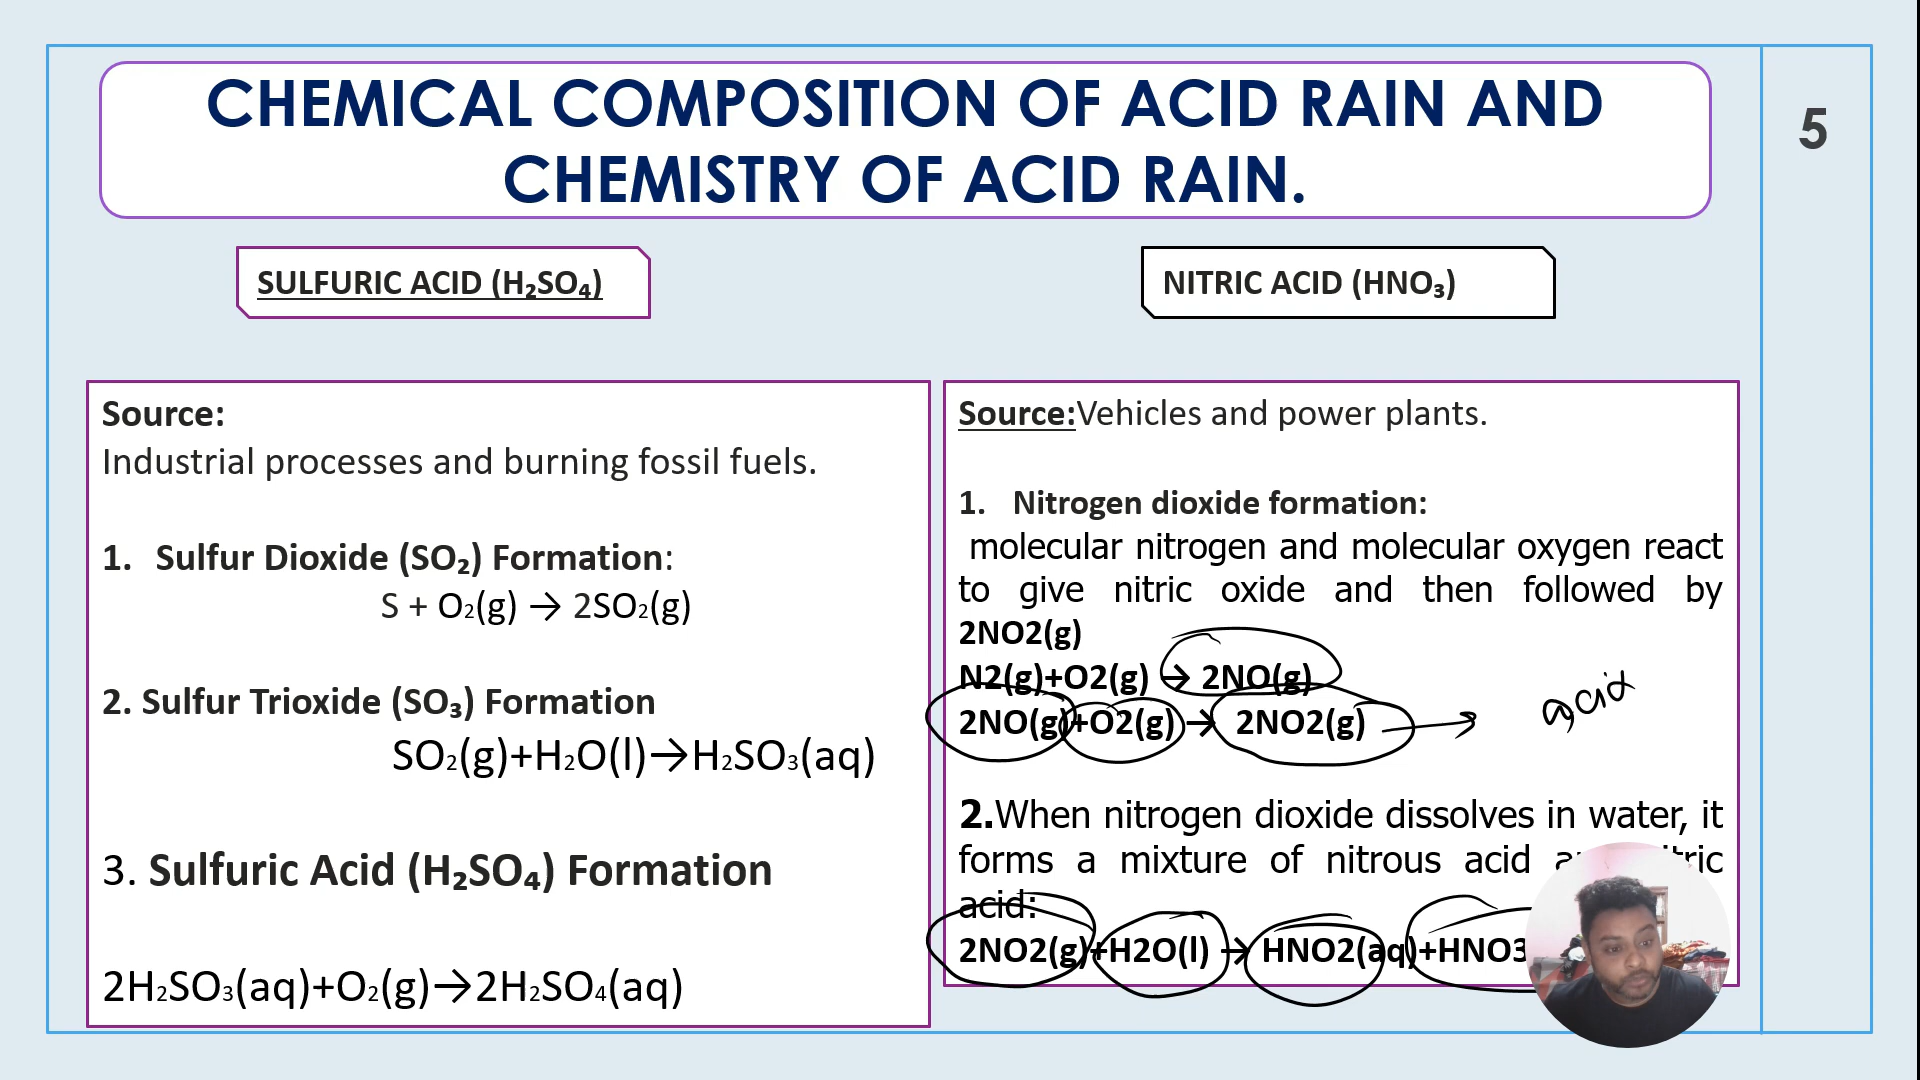 CHEMICAL COMPOSITION OF ACID RAIN AND
CHEMISTRY OF ACID RAIN.
5
SULFURIC ACID (H₂SO₄)
NITRIC ACID (HNO₃)
Source:
Industrial processes and burning fossil fuels.
1. Sulfur Dioxide (SO₂) Formation:
S + O₂(g) → 2SO₂(g)
2. Sulfur Trioxide (SO₃) Formation
SO₂(g)+H₂O(l)→H₂SO₃(aq)
3. Sulfuric Acid (H₂SO₄) Formation
2H₂SO₃(aq)+O₂(g)→2H₂SO₄(aq)
Source:Vehicles and power plants.
1. Nitrogen dioxide formation:
molecular nitrogen and molecular oxygen react
to give nitric oxide and then followed by
2NO2(g)
N2(g)+O2(g) → 2NO(g)
2NO(g)+O2(g) → 2NO2(g)
acid
2.When nitrogen dioxide dissolves in water, it
forms a mixture of nitrous acid
acid:
2NO2(g)+H2O(l) → HNO2(aq)+HNO3